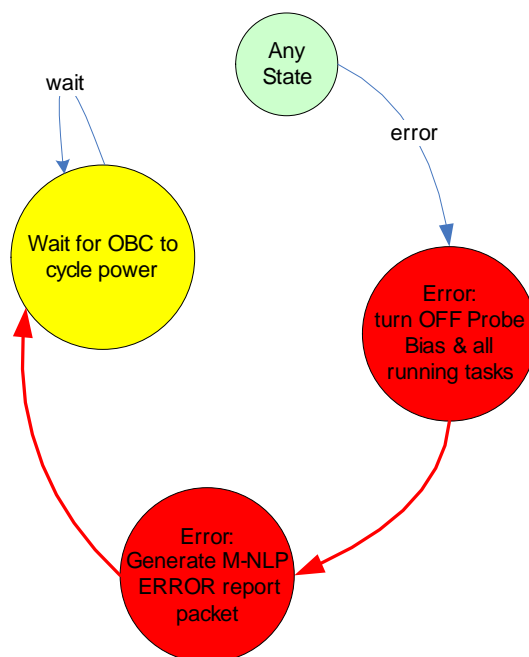 Any
State
wait
error
Wait for OBC to
cycle power
Error:
turn OFF Probe
Bias & all
running tasks
Error:
Generate M-NLP
ERROR report
packet